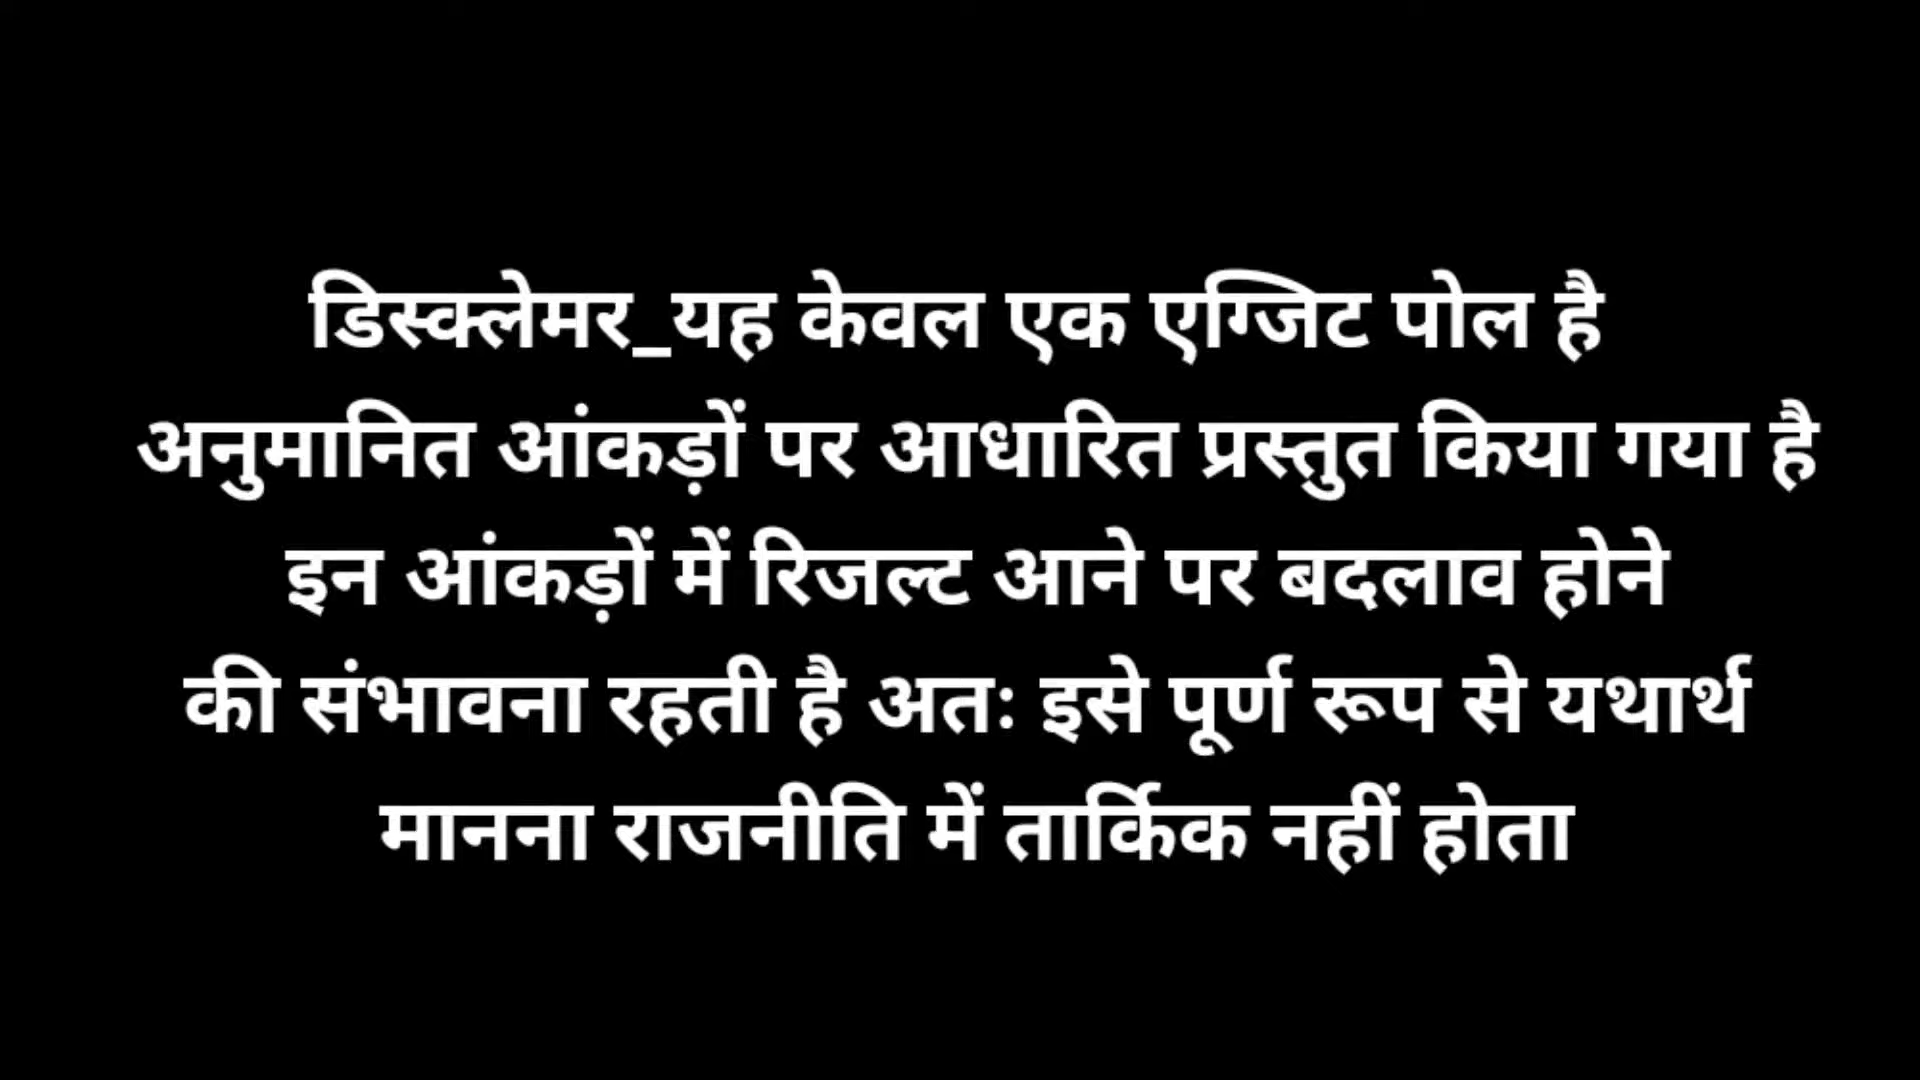 डिस्क्लेमर_यह केवल एक एग्जिट पोल है
अनुमानित आंकड़ों पर आधारित प्रस्तुत किया गया है
इन आंकड़ों में रिजल्ट आने पर बदलाव होने
की संभावना रहती है अतः इसे पूर्ण रूप से यथार्थ
मानना राजनीति में तार्किक नहीं होता